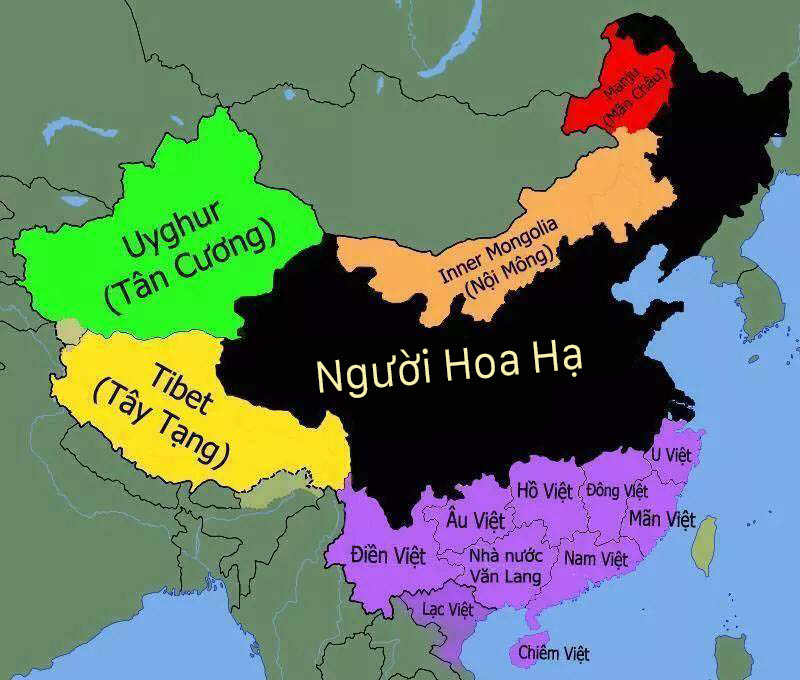 Manju
(Mãn Châu)
Uyghur
(Tân Cương)
Inner Mongolia
(Nội Mông)
Người Hoa Hạ
Tibet
(Tây Tạng)
U Việt
Hồ Việt
Đông Việt
Âu Việt
Mãn Việt
Điền Việt
Nhà nước
Văn Lang
Nam Việt
Lạc Việt
Chiêm Việt